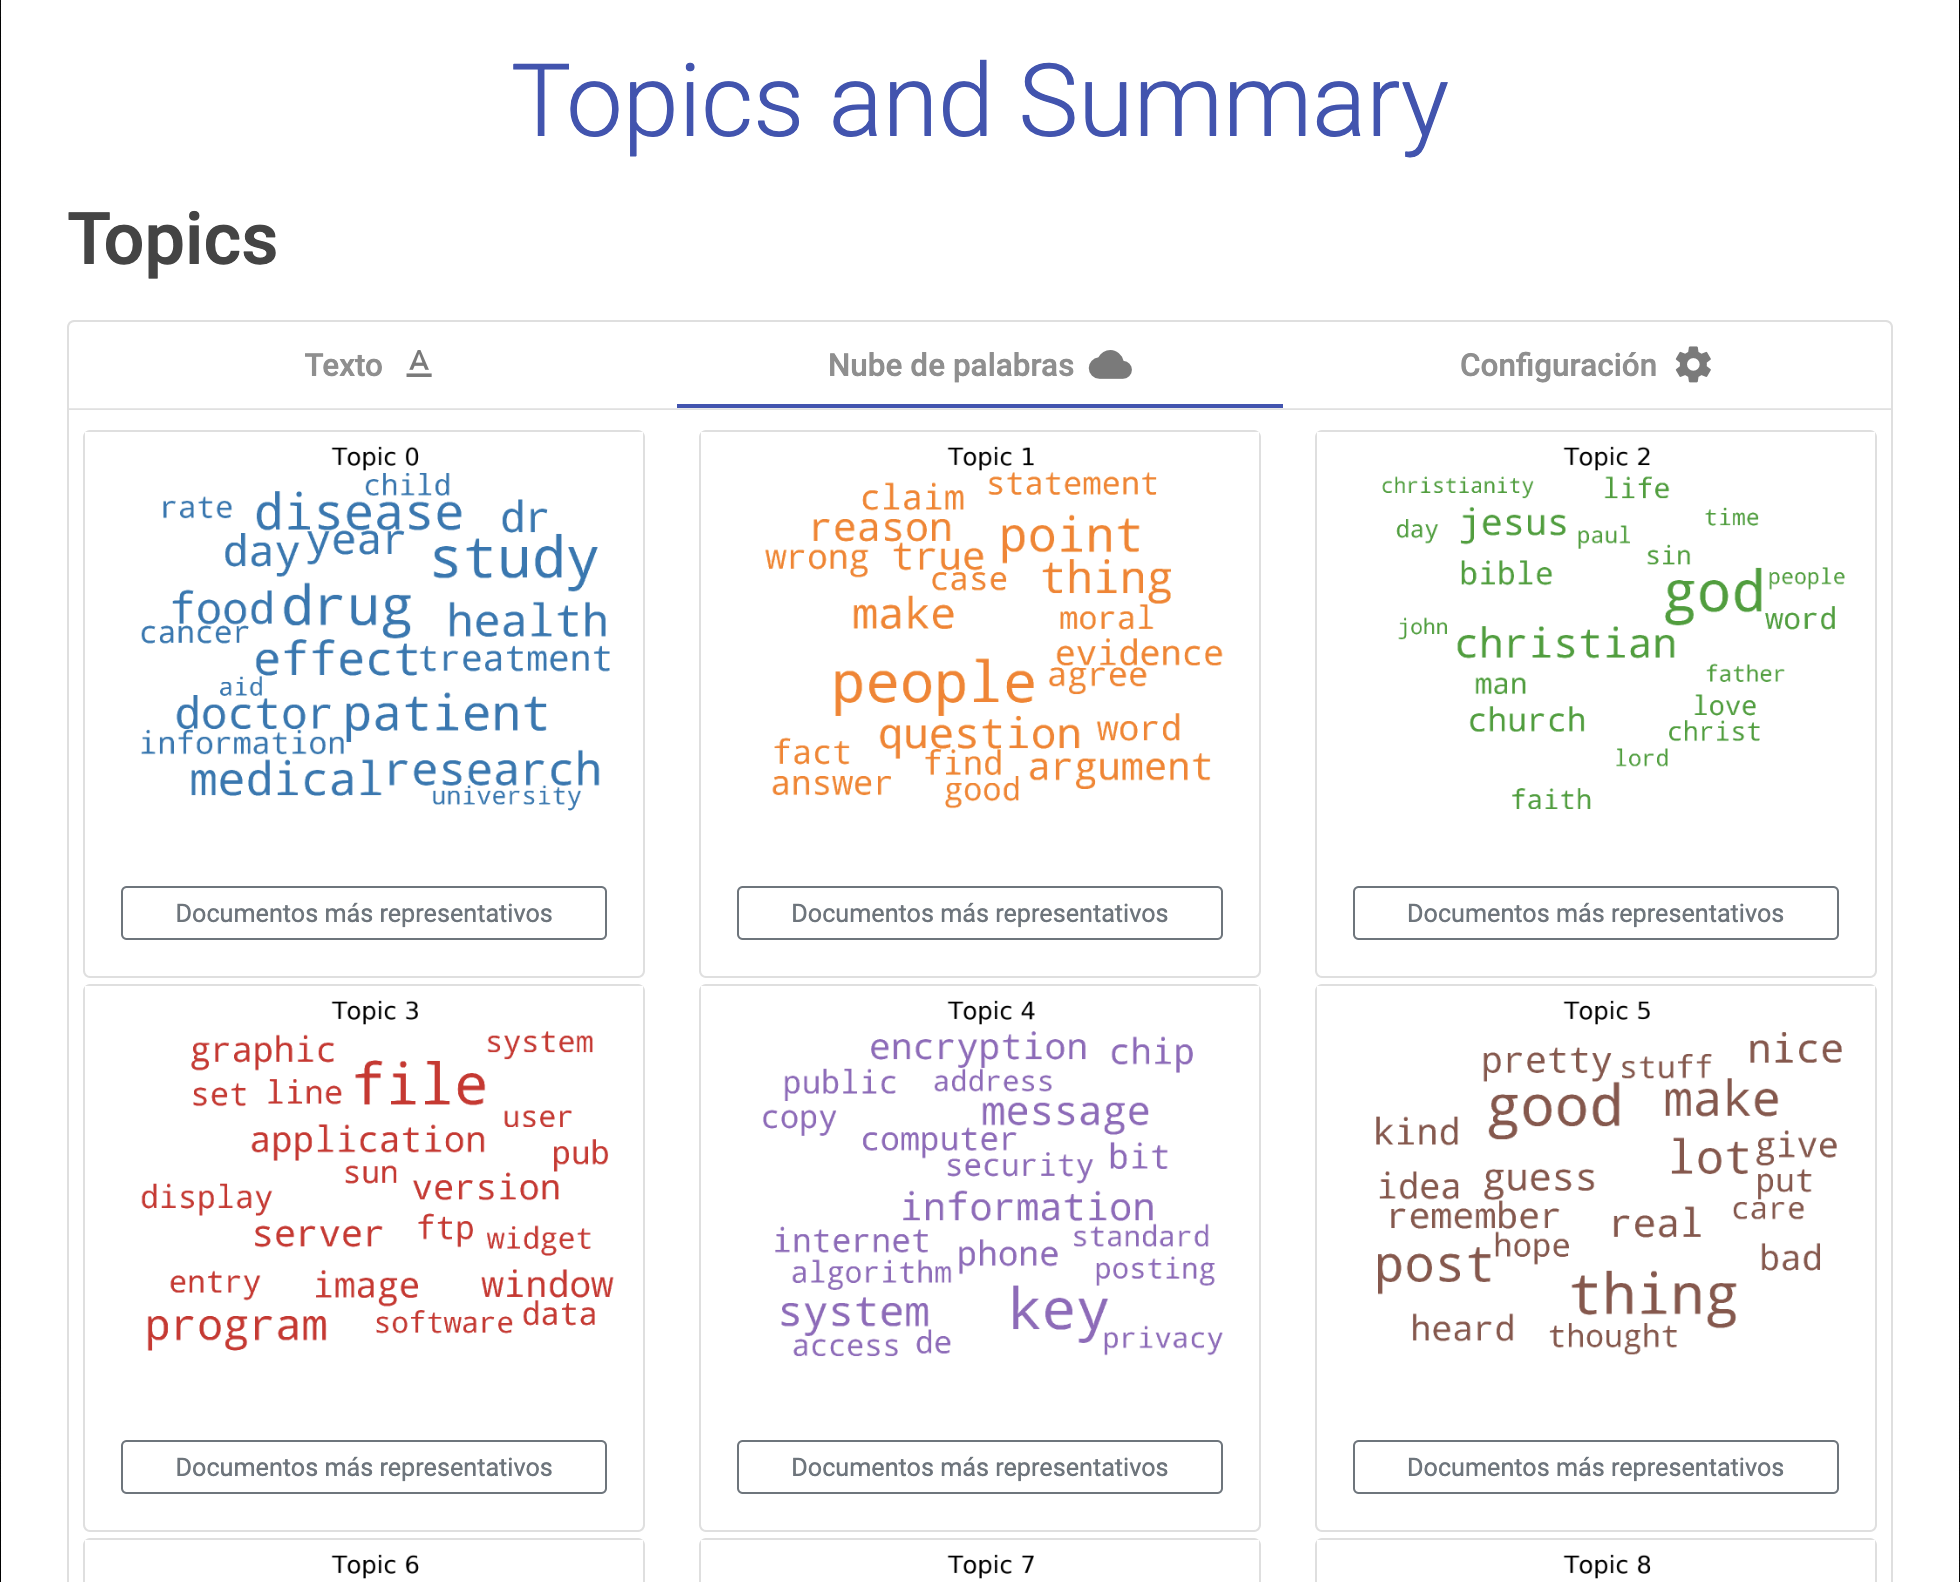 Topics and Summary
Topics
Texto A
Nube de palabras
Configuración
Topic 0
child
rate disease dr
day year study
food drug health
cancer
effect treatment
aid
doctor patient
information
medical research
university
Documentos más representativos
Topic 1
claim statement
reason point
wrong true
case thing
make moral
evidence
people agree
question word
fact find argument
answer good
Documentos más representativos
Topic 2
christianity life
day jesus paul time
sin
bible god people
word
john christian
father
man love
church christ
lord
faith
Documentos más representativos
Topic 3
graphic system
set line file
user
application pub
sun version
display
server ftp widget
entry image window
program software data
Documentos más representativos
Topic 4
encryption chip
public address
copy message
computer
security bit
information
internet phone standard
algorithm posting
system key
access de privacy
Documentos más representativos
Topic 5
pretty stuff nice
good make
kind
lot give
idea guess put
remember real care
post hope bad
thing
heard thought
Documentos más representativos
Topic 6
Topic 7
Topic 8